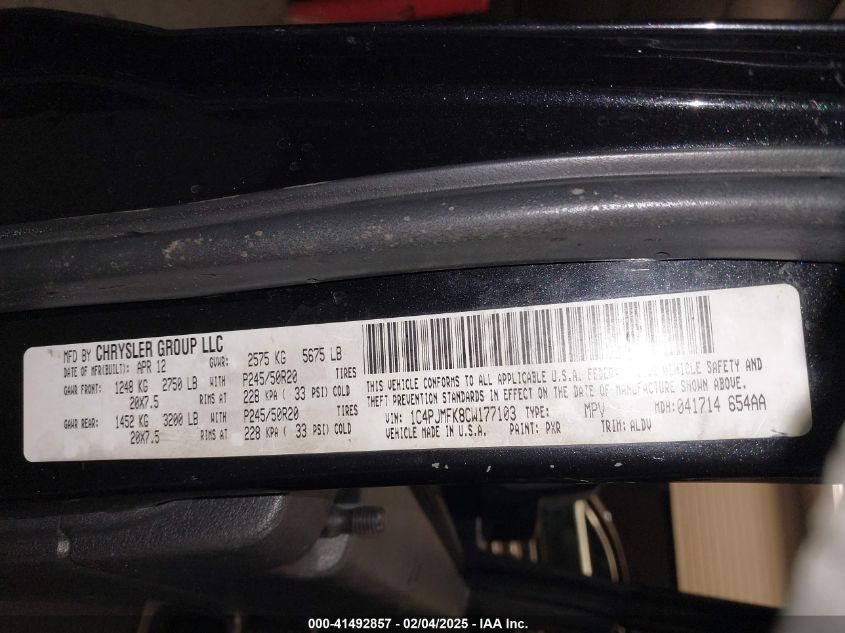 MFD BY CHRYSLER GROUP LLC
DATE OF MFR(BUILT): APR 12 GVWR: 2575 KG 5675 LB
GAWR FRONT: 1248 KG 2750 LB WITH P245/50R20 TIRES
20X7.5 RIMS AT 228 KPA ( 33 PSI) COLD
GAWR REAR: 1452 KG 3200 LB WITH P245/50R20 TIRES
20X7.5 RIMS AT 228 KPA ( 33 PSI) COLD
THIS VEHICLE CONFORMS TO ALL APPLICABLE U.S.A. FEDERAL VEHICLE SAFETY AND
THEFT PREVENTION STANDARDS IN EFFECT ON THE DATE OF MANUFACTURE SHOWN ABOVE.
VIN: 1C4PJMFK8CW177103 TYPE: MPV MDH: 041714 654AA
VEHICLE MADE IN U.S.A. PAINT: PXR TRIM: ALDV
000-41492857 - 02/04/2025 - IAA Inc.